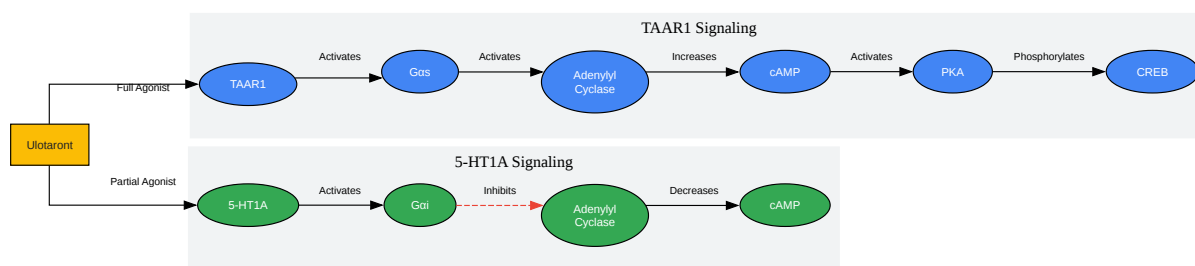 TAAR1 Signaling
Full Agonist
TAAR1
Activates
Gαs
Activates
Adenylyl
Cyclase
Increases
cAMP
Activates
PKA
Phosphorylates
CREB
Ulotaront
5-HT1A Signaling
Partial Agonist
5-HT1A
Activates
Gαi
Inhibits
Adenylyl
Cyclase
Decreases
cAMP